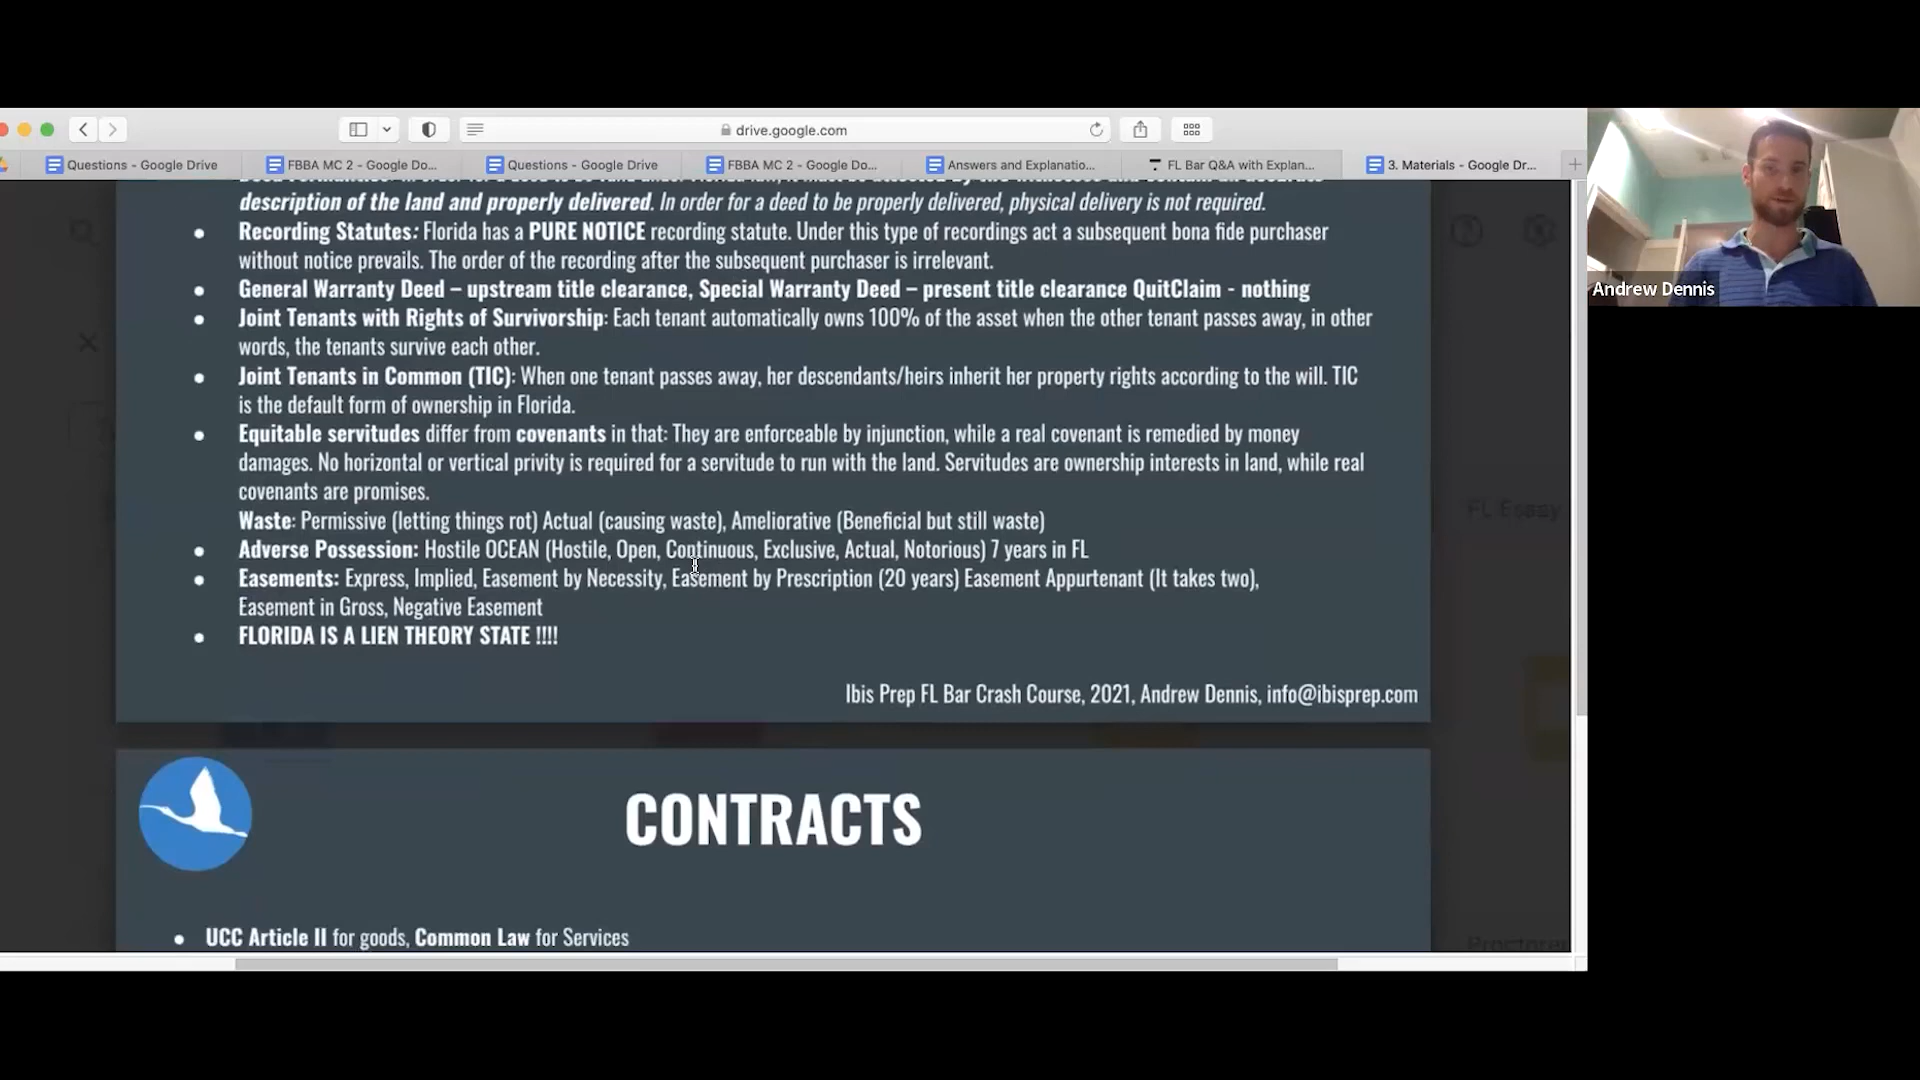 drive.google.com
Questions - Google Drive
FBBA MC 2 - Google Do...
Questions - Google Drive
FBBA MC 2 - Google Do...
Answers and Explanatio...
FL Bar Q&A with Explan...
3. Materials - Google Dr...
description of the land and properly delivered. In order for a deed to be properly delivered, physical delivery is not required.
Recording Statutes: Florida has a PURE NOTICE recording statute. Under this type of recordings act a subsequent bona fide purchaser
without notice prevails. The order of the recording after the subsequent purchaser is irrelevant.
General Warranty Deed – upstream title clearance, Special Warranty Deed – present title clearance QuitClaim - nothing
Joint Tenants with Rights of Survivorship: Each tenant automatically owns 100% of the asset when the other tenant passes away, in other
words, the tenants survive each other.
Joint Tenants in Common (TIC): When one tenant passes away, her descendants/heirs inherit her property rights according to the will. TIC
is the default form of ownership in Florida.
Equitable servitudes differ from covenants in that: They are enforceable by injunction, while a real covenant is remedied by money
damages. No horizontal or vertical privity is required for a servitude to run with the land. Servitudes are ownership interests in land, while real
covenants are promises.
Waste: Permissive (letting things rot) Actual (causing waste), Ameliorative (Beneficial but still waste)
Adverse Possession: Hostile OCEAN (Hostile, Open, Continuous, Exclusive, Actual, Notorious) 7 years in FL
Easements: Express, Implied, Easement by Necessity, Easement by Prescription (20 years) Easement Appurtenant (It takes two),
Easement in Gross, Negative Easement
FLORIDA IS A LIEN THEORY STATE !!!!
Ibis Prep FL Bar Crash Course, 2021, Andrew Dennis, info@ibisprep.com
CONTRACTS
UCC Article II for goods, Common Law for Services
Andrew Dennis
FL Essay
Proctore